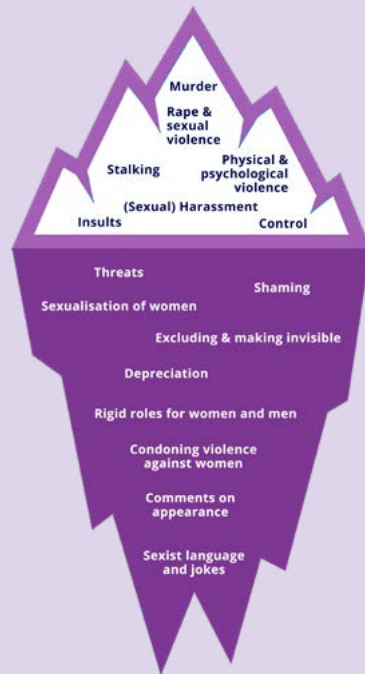 Murder
Rape &
sexual
violence
Stalking
Physical &
psychological
violence
(Sexual) Harassment
Insults
Control
Threats
Shaming
Sexualisation of women
Excluding & making invisible
Depreciation
Rigid roles for women and men
Condoning violence
against women
Comments on
appearance
Sexist language
and jokes